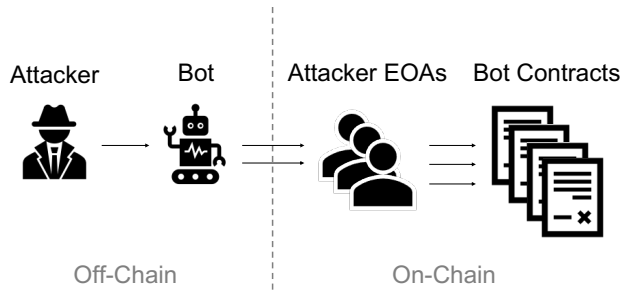 Attacker
Bot
Attacker EOAs
Bot Contracts
Off-Chain
On-Chain